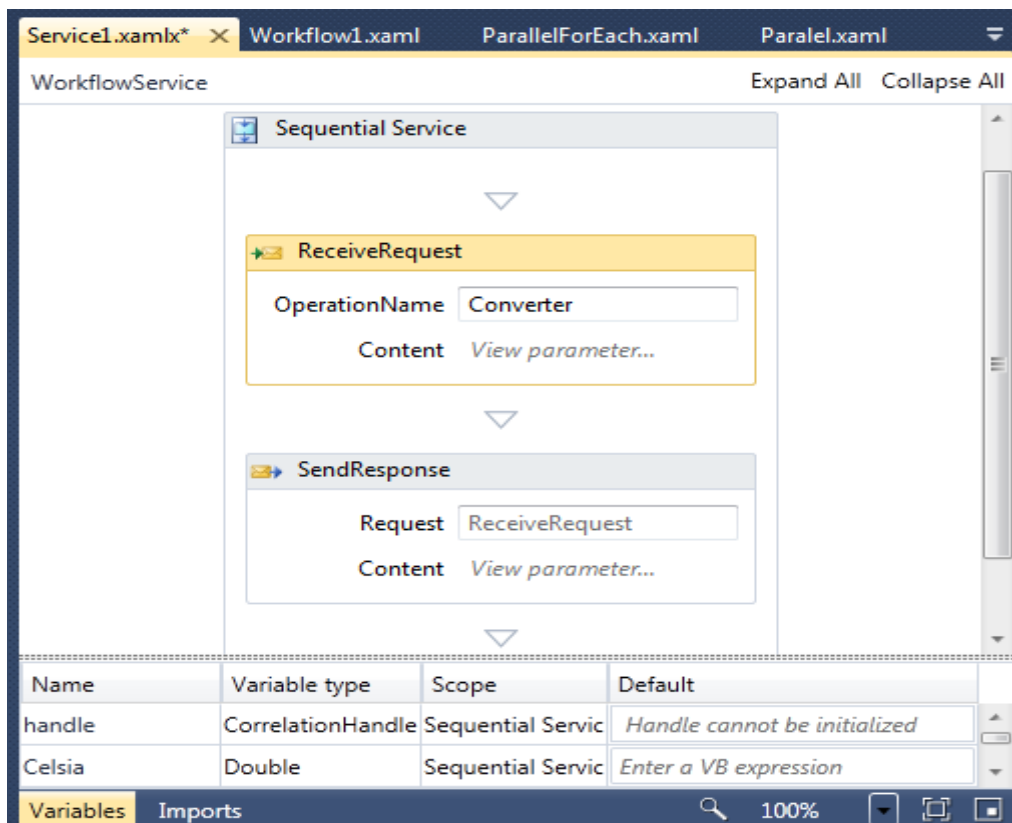 Service1.xamlx* Workflow1.xaml ParallelForEach.xaml Paralel.xaml
WorkflowService Expand All Collapse All
Sequential Service
ReceiveRequest
OperationName Converter
Content View parameter...
SendResponse
Request ReceiveRequest
Content View parameter...
Name Variable type Scope Default
handle CorrelationHandle Sequential Servic Handle cannot be initialized
Celsia Double Sequential Servic Enter a VB expression
Variables Imports 100%